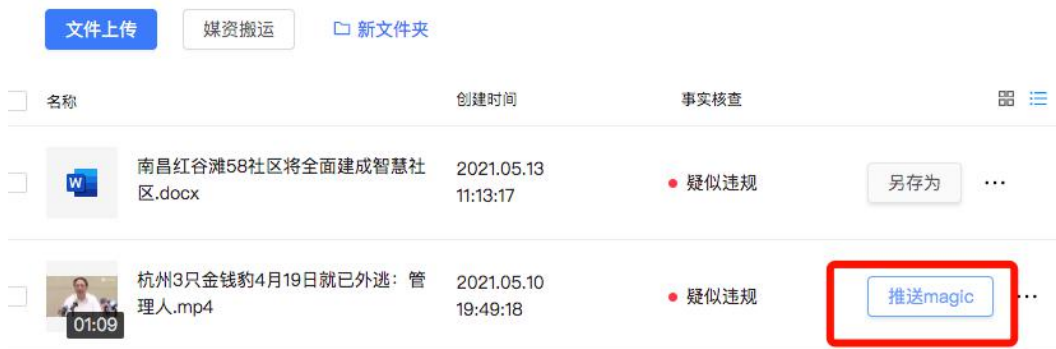 文件上传 媒资搬运 新文件夹
名称 创建时间 事实核查
南昌红谷滩58社区将全面建成智慧社
区.docx
2021.05.13
11:13:17
疑似违规
另存为 ...
W
杭州3只金钱豹4月19日就已外逃：管
理人.mp4
2021.05.10
19:49:18
疑似违规
推送magic ...
01:09